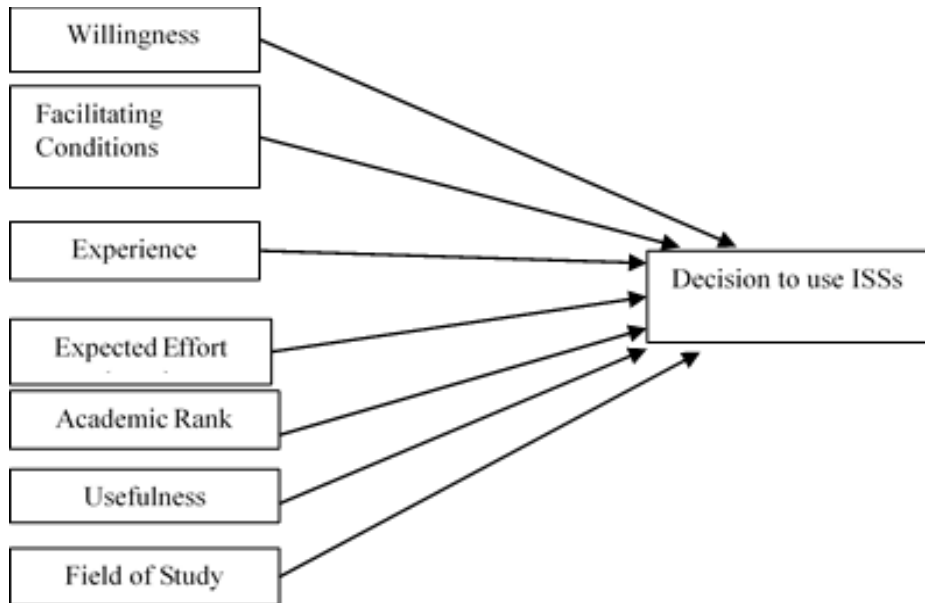 Willingness
Facilitating
Conditions
Experience
Decision to use ISSs
Expected Effort
Academic Rank
Usefulness
Field of Study